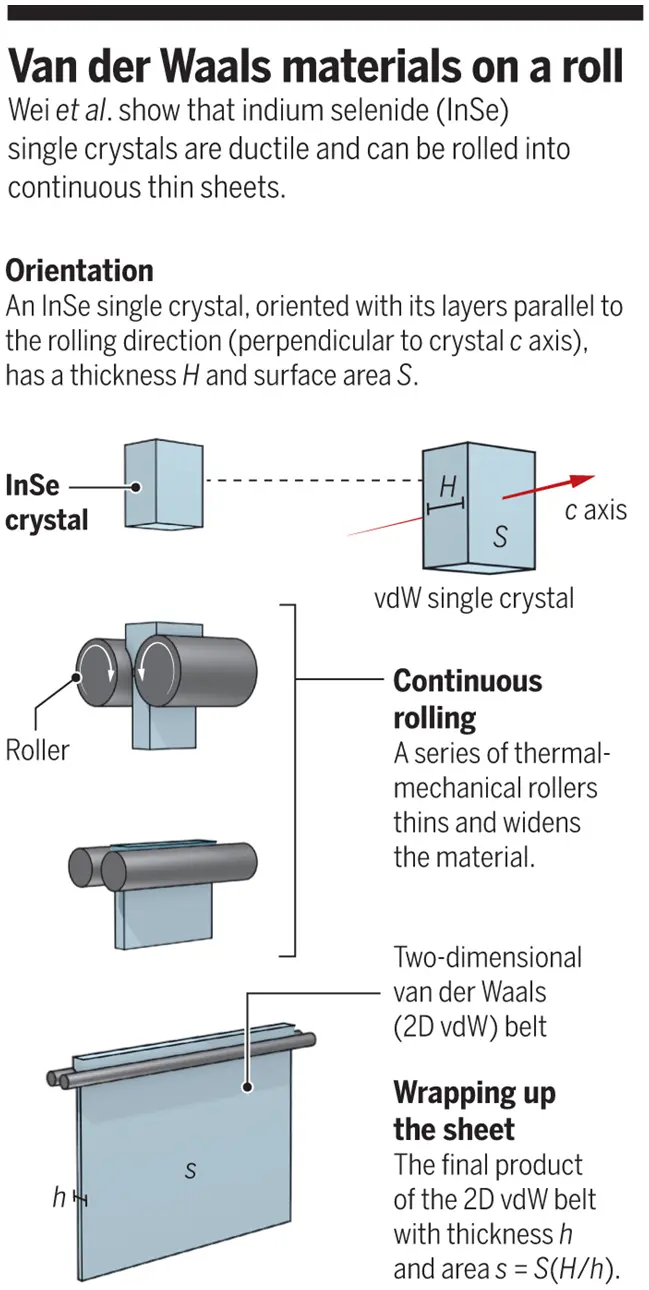 Van der Waals materials on a roll
Wei et al. show that indium selenide (InSe)
single crystals are ductile and can be rolled into
continuous thin sheets.
Orientation
An InSe single crystal, oriented with its layers parallel to
the rolling direction (perpendicular to crystal c axis),
has a thickness H and surface area S.
InSe
crystal
H
S
c axis
vdW single crystal
Roller
Continuous
rolling
A series of thermal-
mechanical rollers
thins and widens
the material.
Two-dimensional
van der Waals
(2D vdW) belt
s
h
Wrapping up
the sheet
The final product
of the 2D vdW belt
with thickness h
and area s = S(H/h).